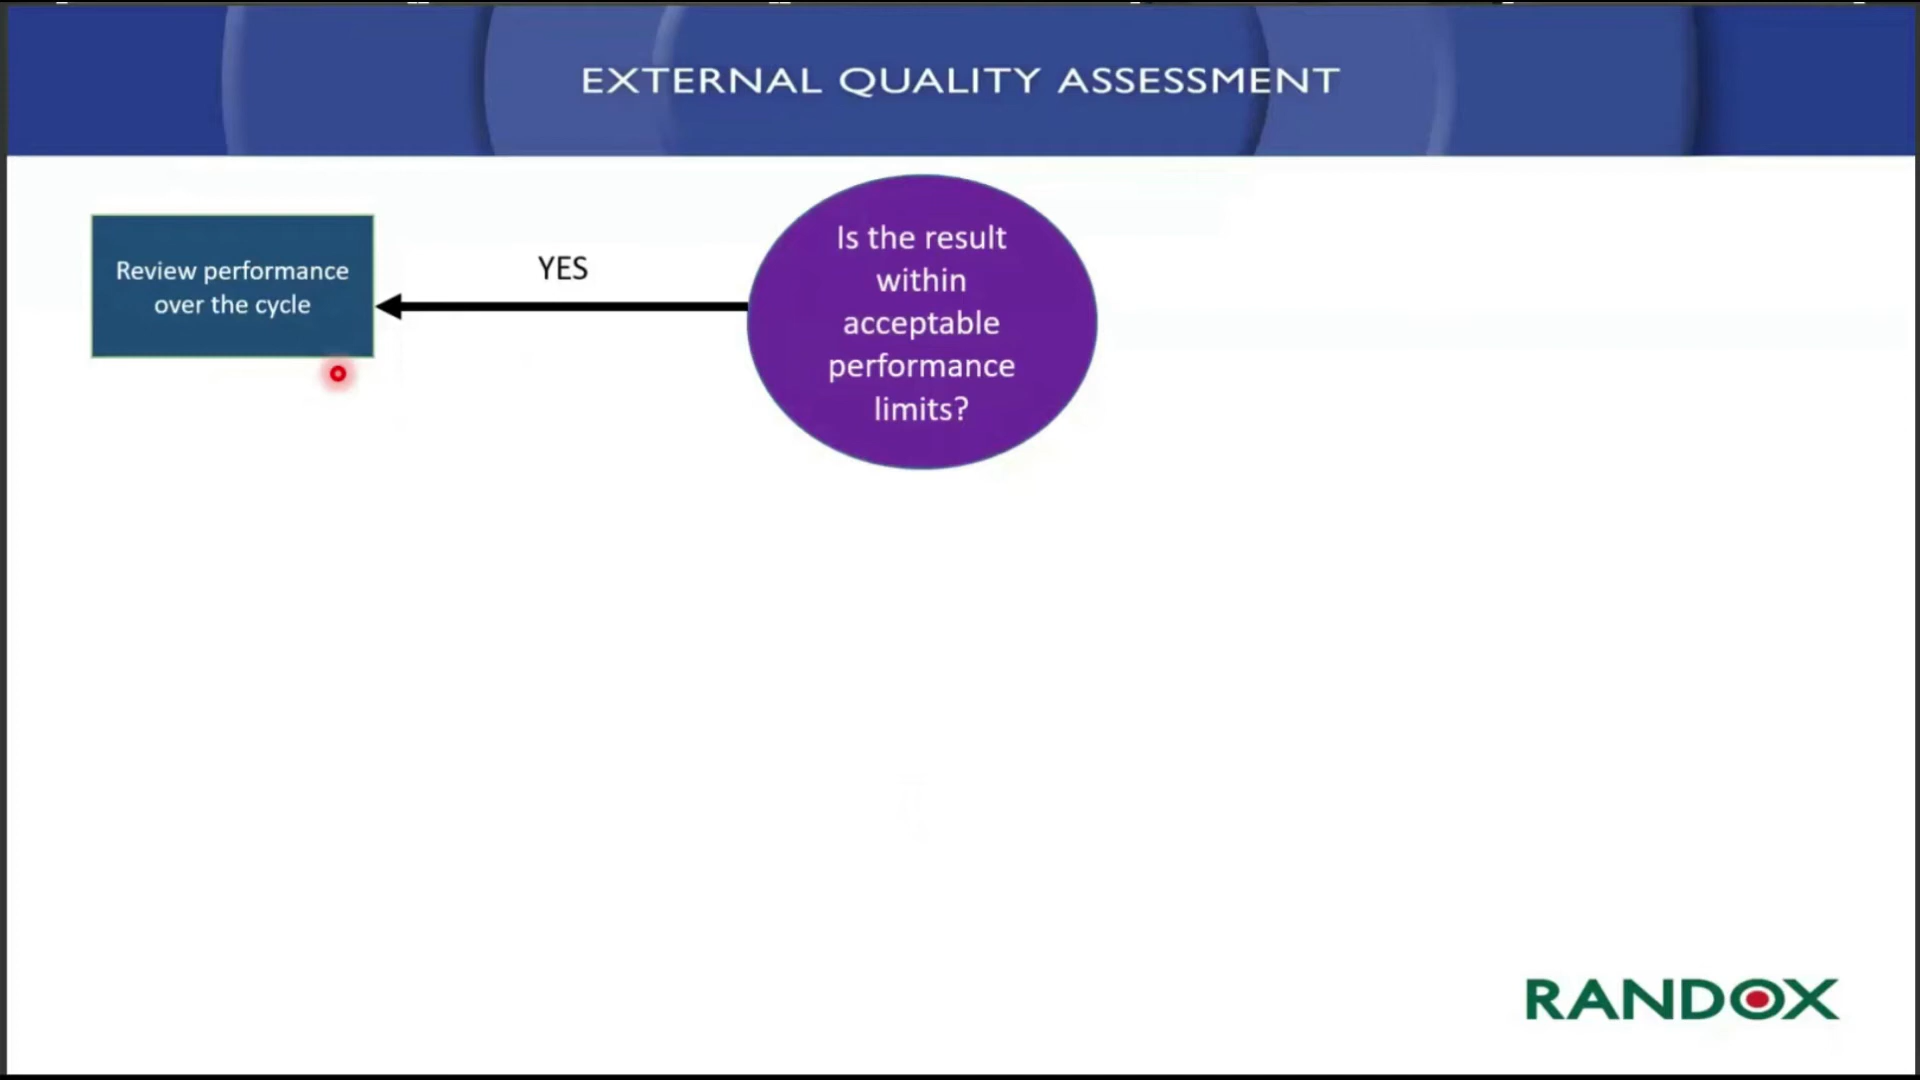 EXTERNAL QUALITY ASSESSMENT
Review performance
over the cycle
YES
Is the result
within
acceptable
performance
limits?
RANDOX